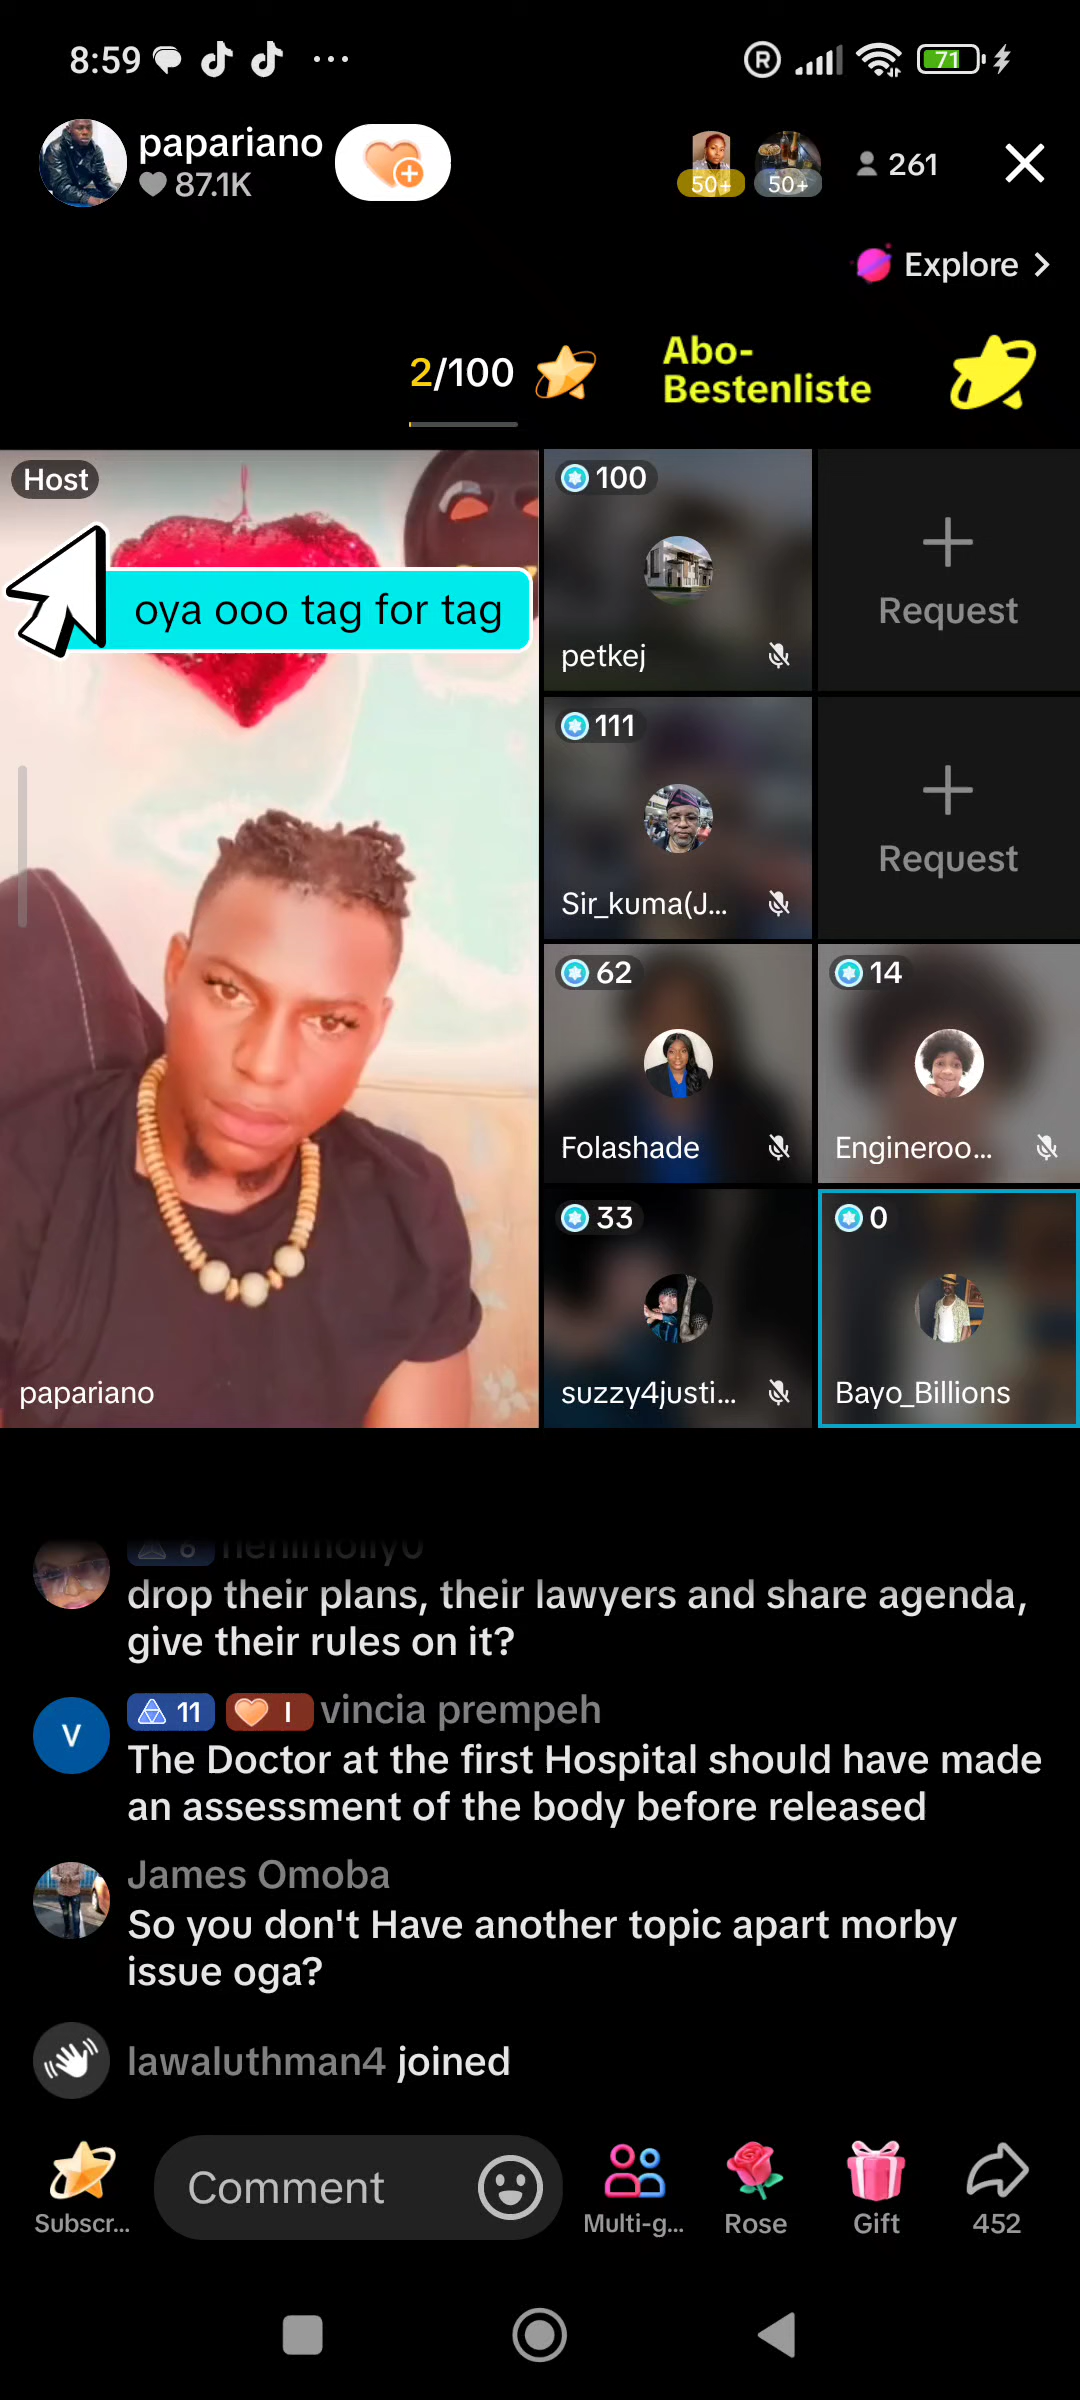 8:59
R
71
papariano
87.1K
50+
50+
261
Explore
2/100
Abo-
Bestenliste
Host
oya ooo tag for tag
papariano
100
petkej
Request
111
Sir_kuma(J...
Request
62
Folashade
14
Engineroo...
33
suzzy4justi...
0
Bayo_Billions
6
drop their plans, their lawyers and share agenda,
give their rules on it?
V
11 I vincia prempeh
The Doctor at the first Hospital should have made
an assessment of the body before released
James Omoba
So you don't Have another topic apart morby
issue oga?
lawaluthman4 joined
Subscr...
Comment
Multi-g...
Rose
Gift
452